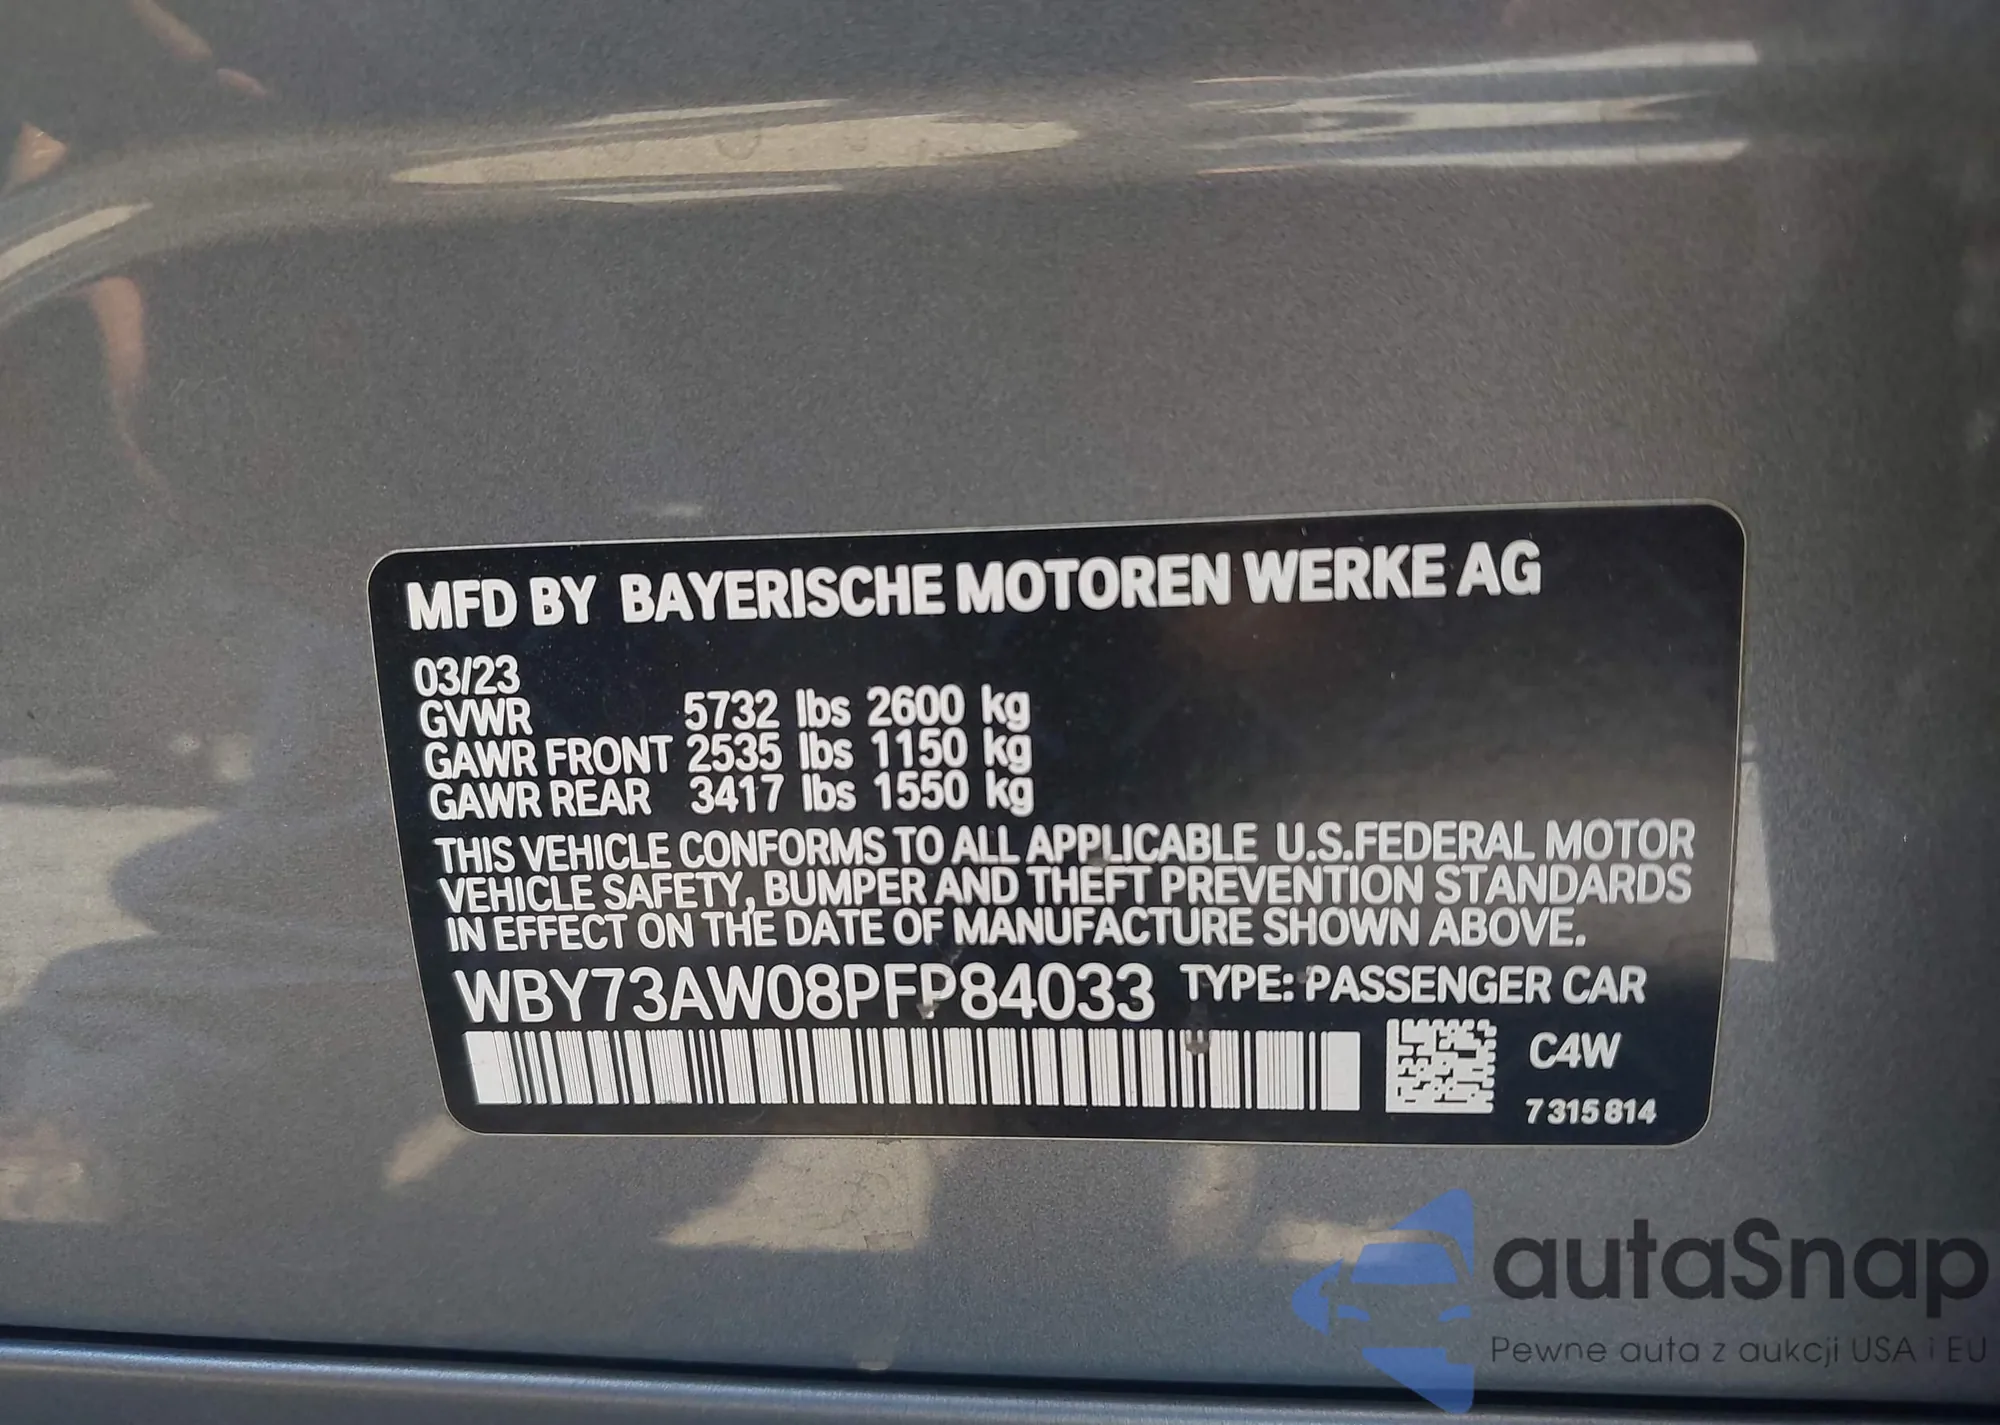 MFD BY BAYERISCHE MOTOREN WERKE AG
03/23
GVWR 5732 lbs 2600 kg
GAWR FRONT 2535 lbs 1150 kg
GAWR REAR 3417 lbs 1550 kg
THIS VEHICLE CONFORMS TO ALL APPLICABLE U.S.FEDERAL MOTOR
VEHICLE SAFETY, BUMPER AND THEFT PREVENTION STANDARDS
IN EFFECT ON THE DATE OF MANUFACTURE SHOWN ABOVE.
WBY73AW08PFP84033 TYPE: PASSENGER CAR
C4W
7 315 814
autaSnap
Pewne auta z aukcji USA i EU